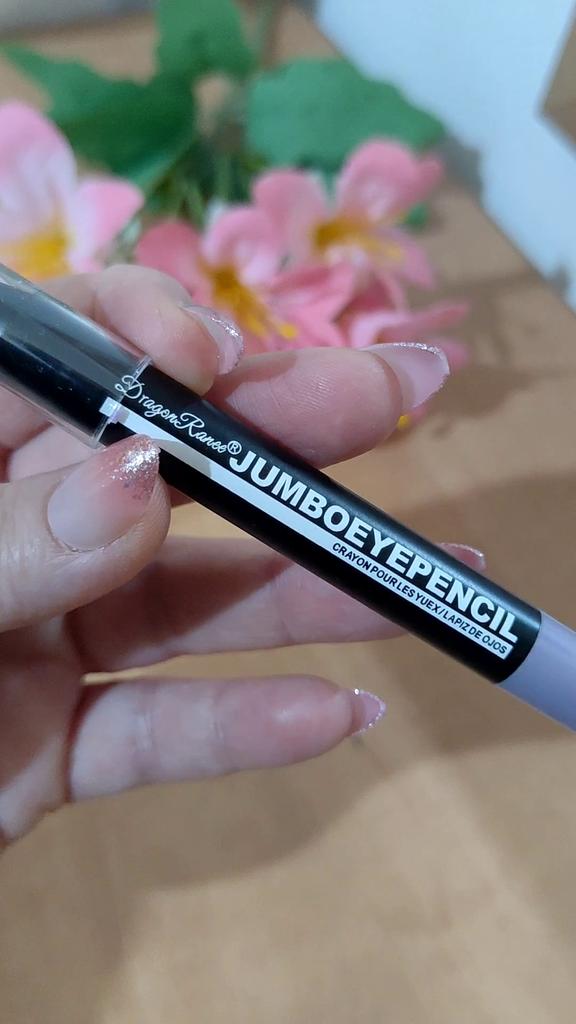 DragonRanee®
JUMBOEYEPENCIL
CRAYON POUR LES YUEX/LAPIZ DE OJOS